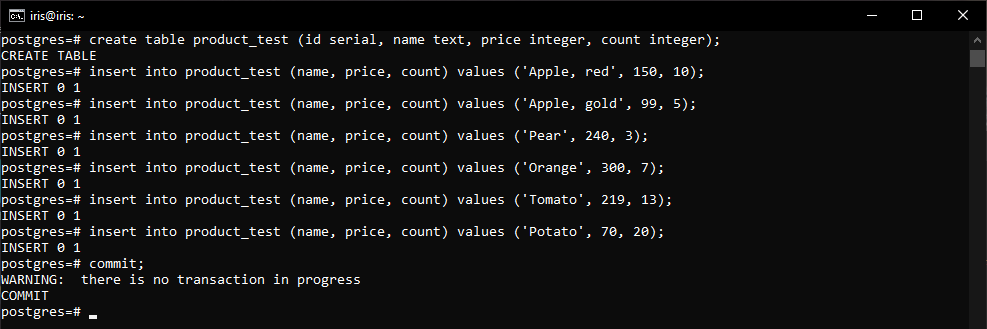 iris@iris: ~
postgres=# create table product_test (id serial, name text, price integer, count integer);
CREATE TABLE
postgres=# insert into product_test (name, price, count) values ('Apple, red', 150, 10);
INSERT 0 1
postgres=# insert into product_test (name, price, count) values ('Apple, gold', 99, 5);
INSERT 0 1
postgres=# insert into product_test (name, price, count) values ('Pear', 240, 3);
INSERT 0 1
postgres=# insert into product_test (name, price, count) values ('Orange', 300, 7);
INSERT 0 1
postgres=# insert into product_test (name, price, count) values ('Tomato', 219, 13);
INSERT 0 1
postgres=# insert into product_test (name, price, count) values ('Potato', 70, 20);
INSERT 0 1
postgres=# commit;
WARNING:  there is no transaction in progress
COMMIT
postgres=#